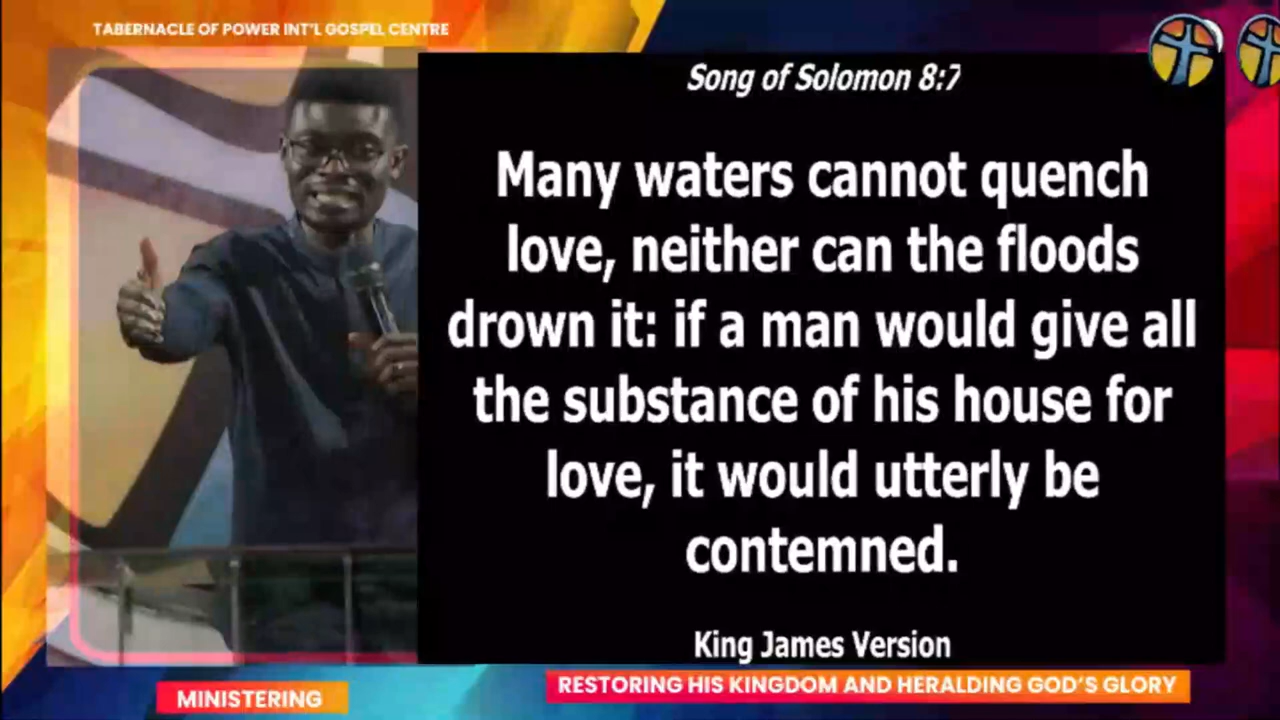 TABERNACLE OF POWER INT'L GOSPEL CENTRE
Song of Solomon 8:7
Many waters cannot quench
love, neither can the floods
drown it: if a man would give all
the substance of his house for
love, it would utterly be
contemned.
King James Version
MINISTERING
RESTORING HIS KINGDOM AND HERALDING GOD'S GLORY